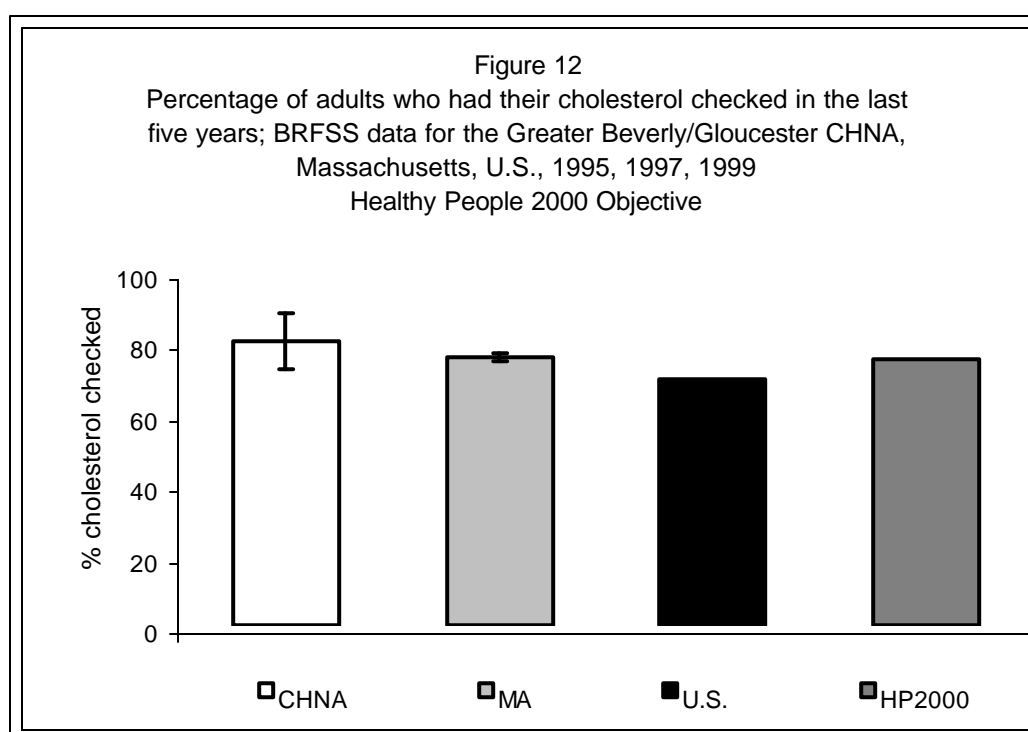 Figure 12
Percentage of adults who had their cholesterol checked in the last
five years; BRFSS data for the Greater Beverly/Gloucester CHNA,
Massachusetts, U.S., 1995, 1997, 1999
Healthy People 2000 Objective
% cholesterol checked
100
80
60
40
20
0
CHNA MA U.S. HP2000